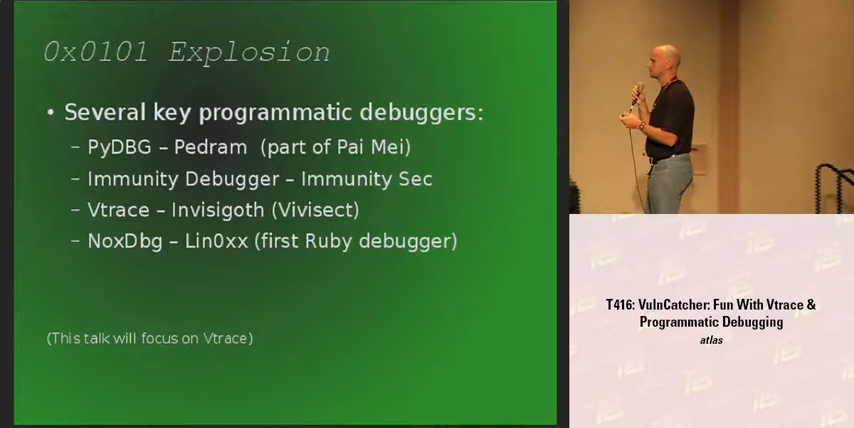 0x0101 Explosion
• Several key programmatic debuggers:
– PyDBG – Pedram (part of Pai Mei)
– Immunity Debugger – Immunity Sec
– Vtrace – Invisigoth (Vivisect)
– NoxDbg – Lin0xx (first Ruby debugger)
(This talk will focus on Vtrace)
T416: VulnCatcher: Fun With Vtrace &
Programmatic Debugging
atlas